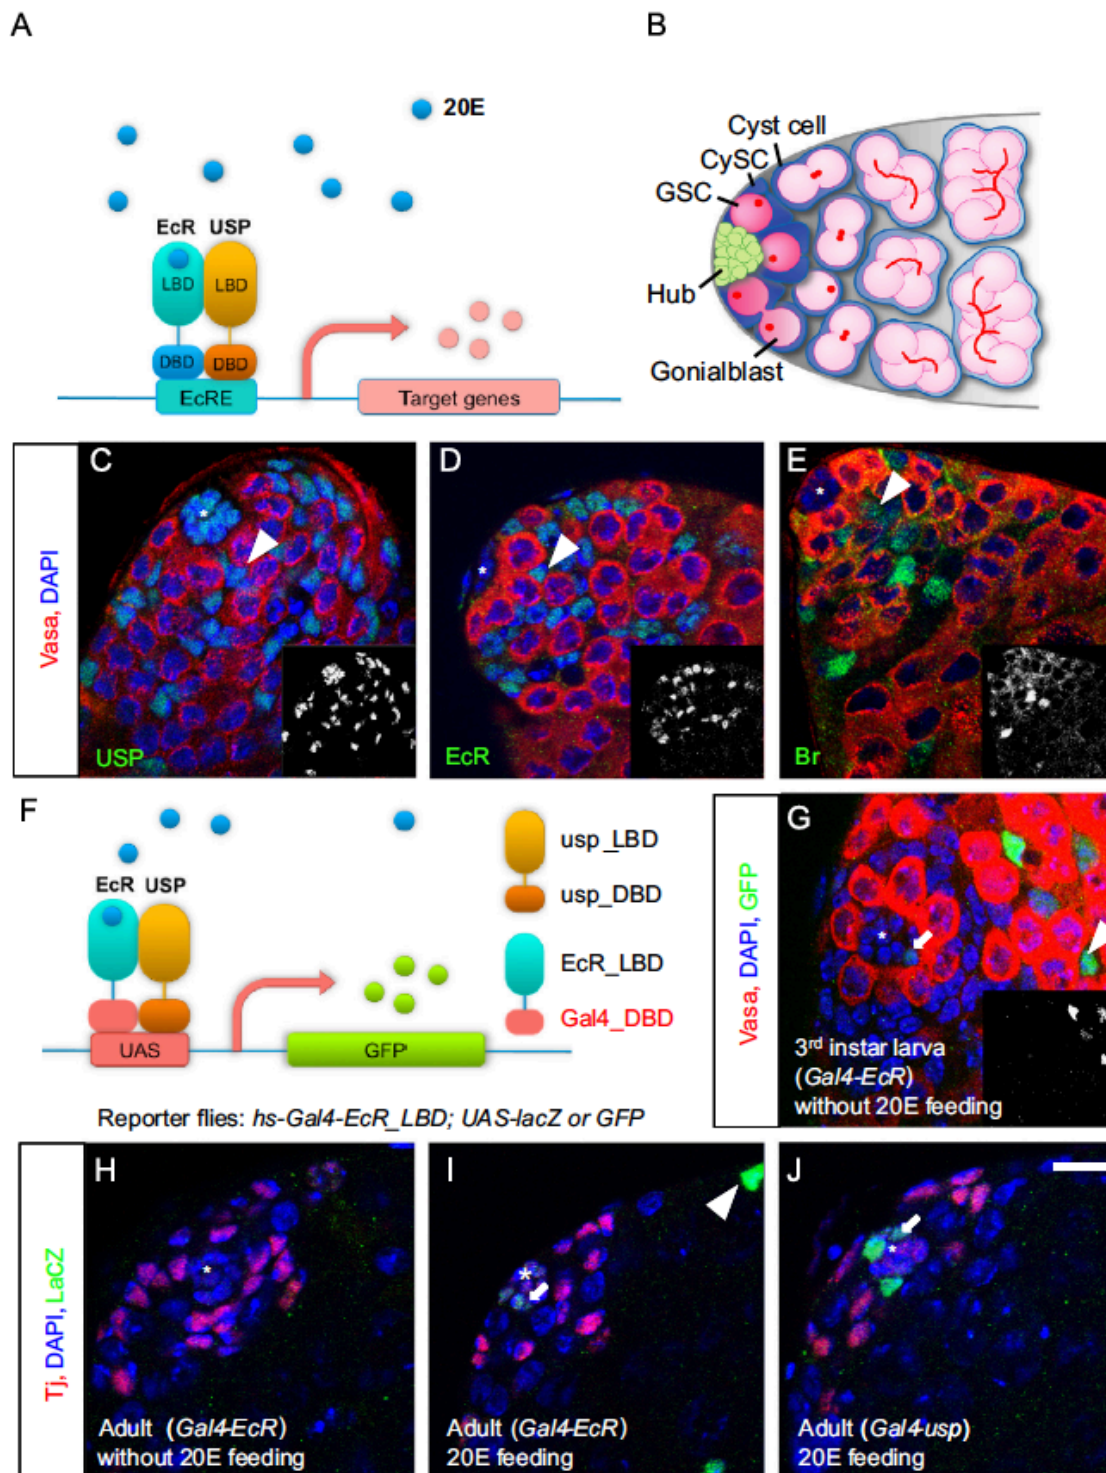 A
B
20E
EcR USP
LBD LBD
DBD DBD
EcRE
Target genes
Cyst cell
CySC
GSC
Hub
Gonialblast
Vasa, DAPI
C
*
USP
D
*
EcR
E
*
Br
F
EcR USP
UAS
GFP
usp_LBD
usp_DBD
EcR_LBD
Gal4_DBD
Reporter flies: hs-Gal4-EcR_LBD; UAS-lacZ or GFP
Vasa, DAPI, GFP
G
*
3rd instar larva
(Gal4-EcR)
without 20E feeding
Tj, DAPI, LaCZ
H
*
Adult (Gal4-EcR)
without 20E feeding
I
*
Adult (Gal4-EcR)
20E feeding
J
*
Adult (Gal4-usp)
20E feeding